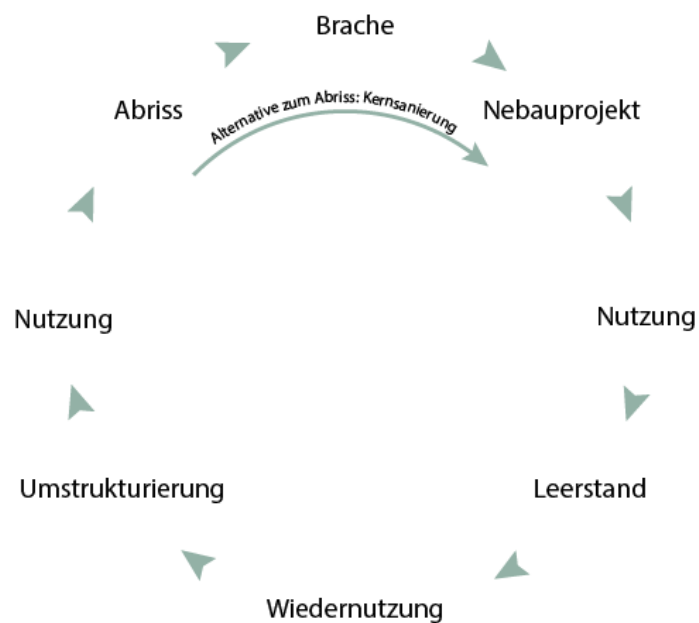 Brache
Abriss
Alternative zum Abriss: Kernsanierung
Nebauprojekt
Nutzung
Nutzung
Umstrukturierung
Leerstand
Wiedernutzung